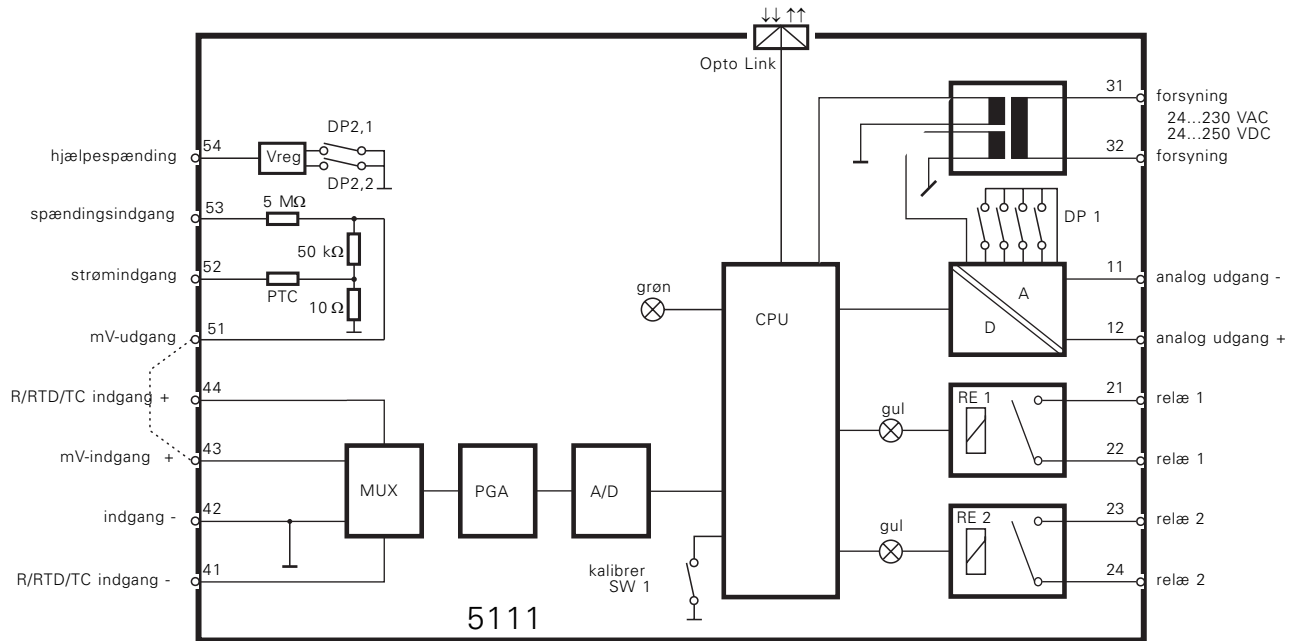 ↓↓ ↑↑
Opto Link
31
forsyning
24...230 VAC
24...250 VDC
32
forsyning
DP2,1
54
hjælpespænding
Vreg
DP2,2
53
spændingsindgang
5 MΩ
50 kΩ
52
strømindgang
PTC
10 Ω
51
mV-udgang
44
R/RTD/TC indgang +
43
mV-indgang +
42
indgang -
41
R/RTD/TC indgang -
MUX
PGA
A/D
grøn
CPU
kalibrer
SW 1
DP 1
A
D
11
analog udgang -
12
analog udgang +
gul
RE 1
21
relæ 1
22
relæ 1
gul
RE 2
23
relæ 2
24
relæ 2
5111